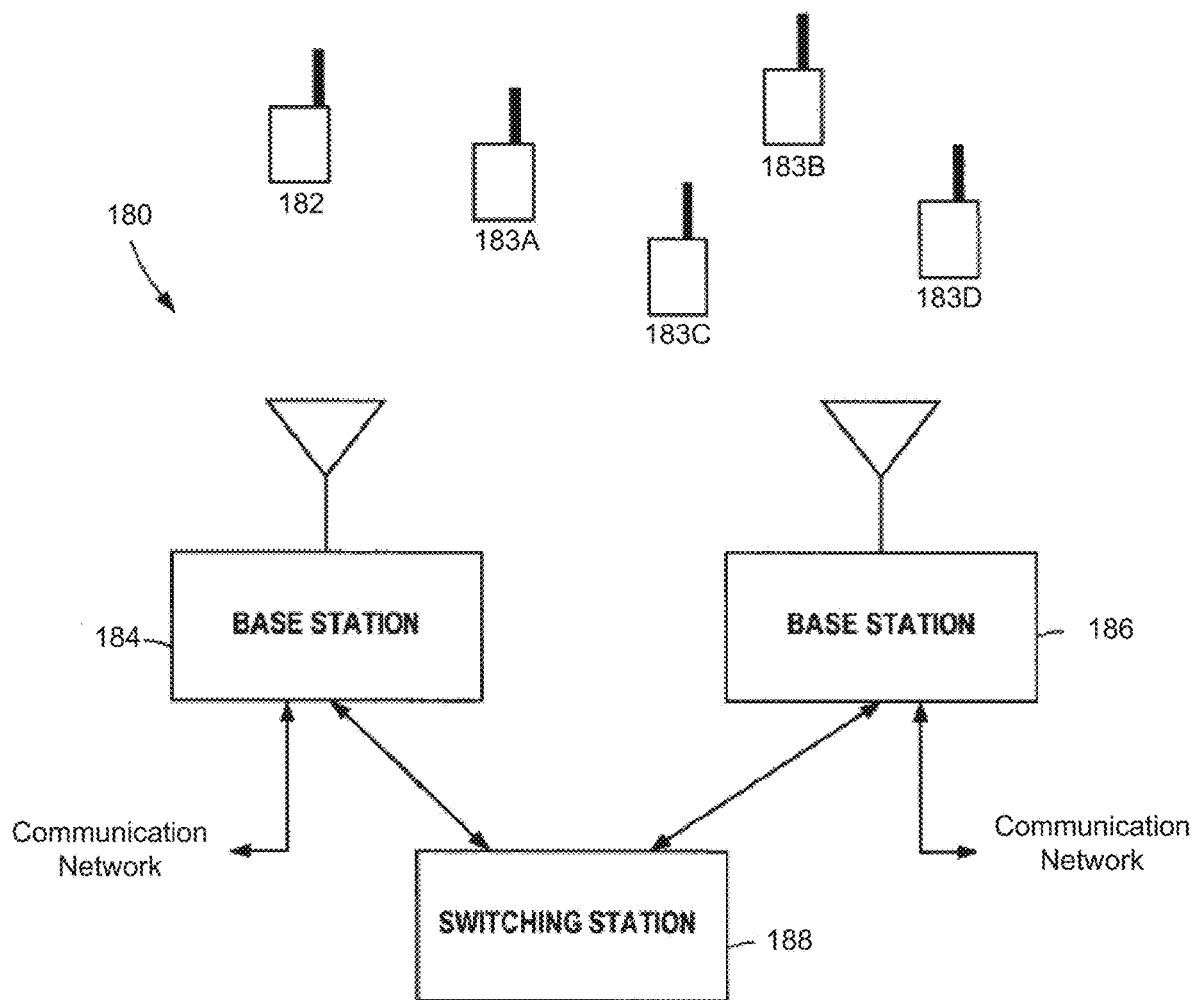 183B
182
180
183A
183D
183C
BASE STATION
BASE STATION
184
186
Communication
Network
Communication
Network
SWITCHING STATION
188